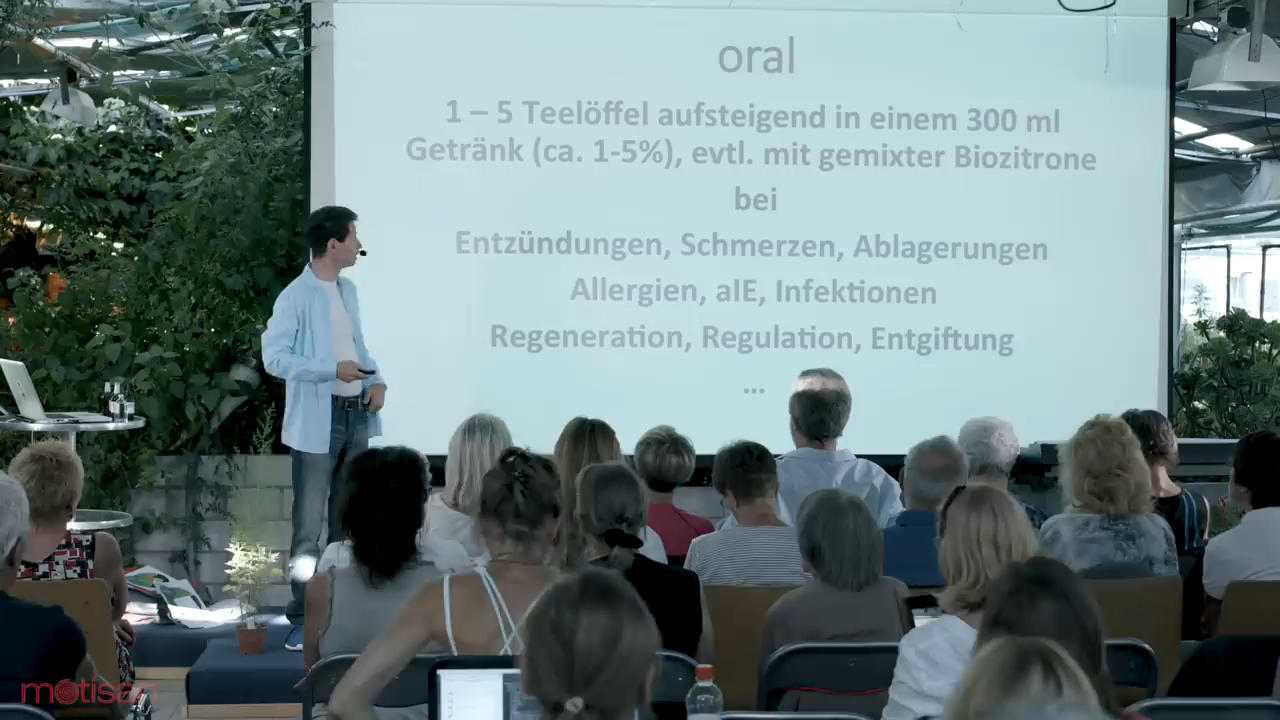 oral
1 – 5 Teelöffel aufsteigend in einem 300 ml
Getränk (ca. 1-5%), evtl. mit gemixter Biozitrone
bei
Entzündungen, Schmerzen, Ablagerungen
Allergien, aIE, Infektionen
Regeneration, Regulation, Entgiftung
...
motisan